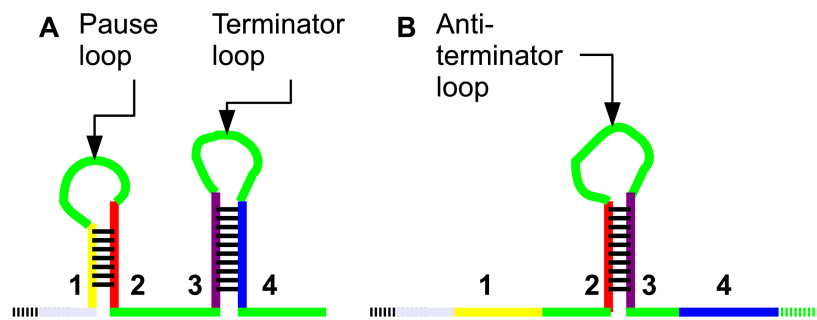 A
Pause
loop
Terminator
loop
1 2 3 4
B
Anti-
terminator
loop
1 2 3 4